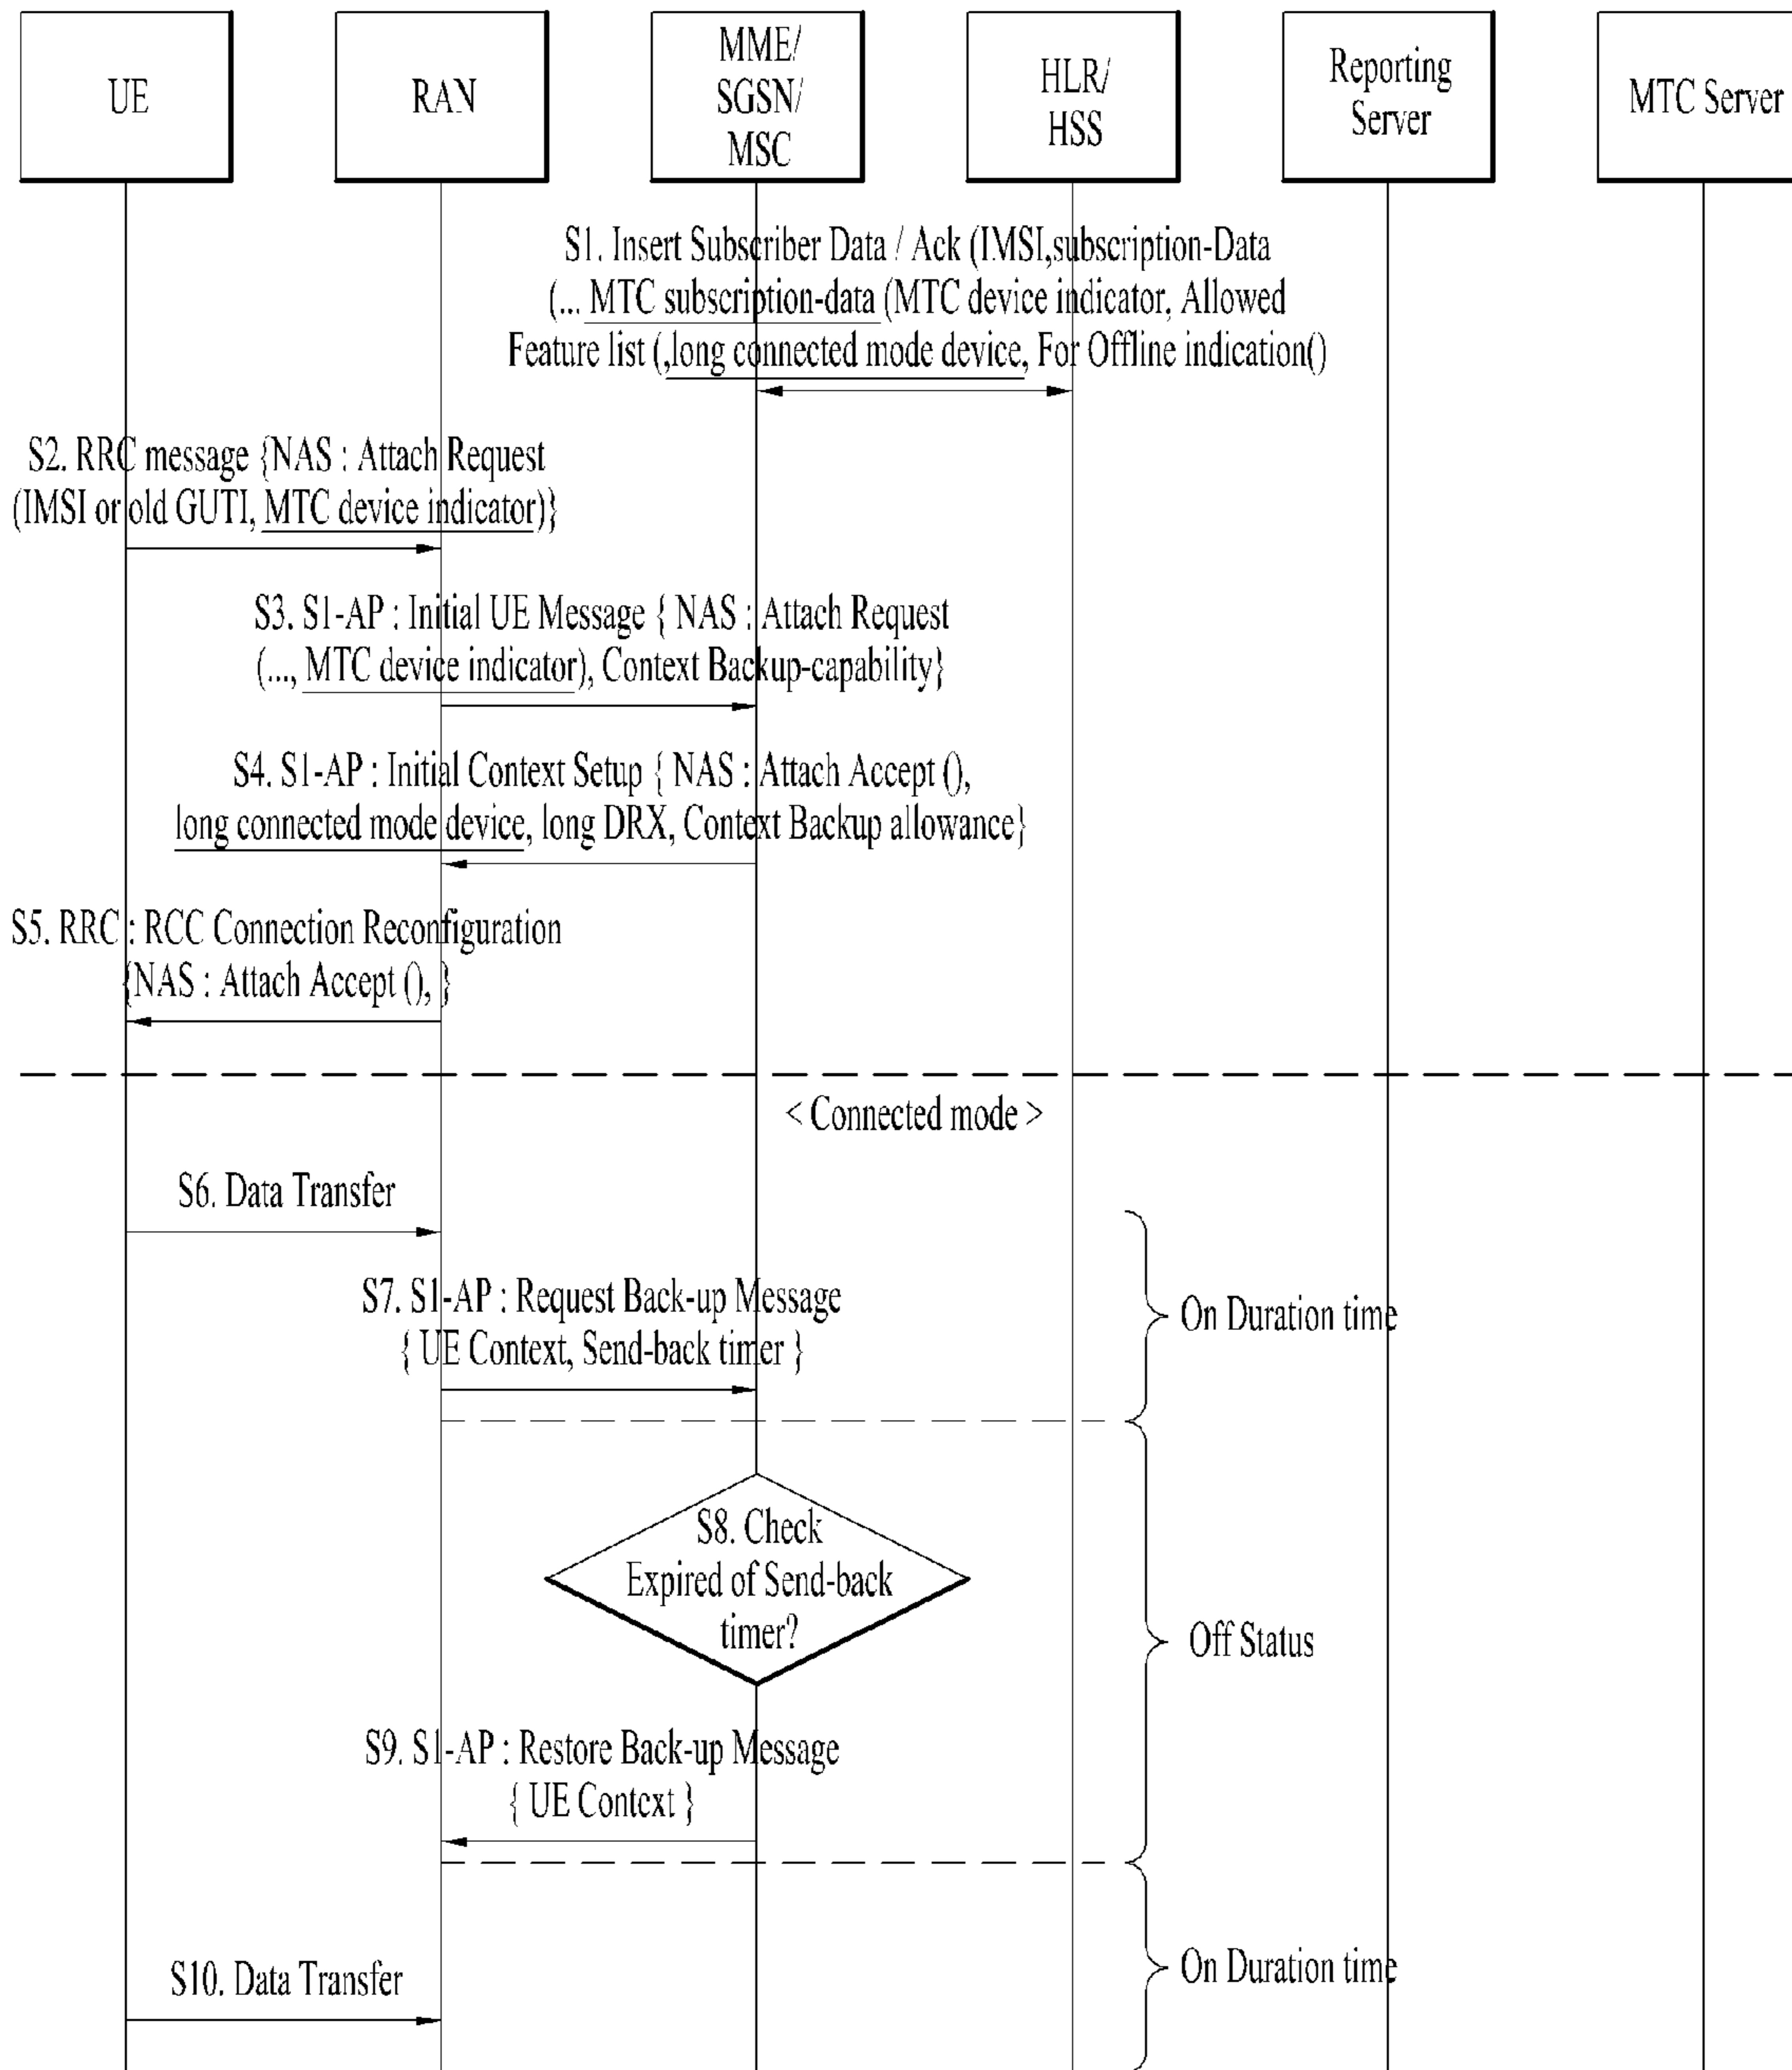 UE
RAN
MME/
SGSN/
MSC
HLR/
HSS
Reporting
Server
MTC Server
S1. Insert Subscriber Data / Ack (IMSI,subscription-Data
(... MTC subscription-data (MTC device indicator, Allowed
Feature list (,long connected mode device, For Offline indication()
S2. RRC message {NAS : Attach Request
(IMSI or old GUTI, MTC device indicator)}
S3. S1-AP : Initial UE Message { NAS : Attach Request
(..., MTC device indicator), Context Backup-capability}
S4. S1-AP : Initial Context Setup { NAS : Attach Accept (),
long connected mode device, long DRX, Context Backup allowance}
S5. RRC : RCC Connection Reconfiguration
{NAS : Attach Accept (), }
< Connected mode >
S6. Data Transfer
S7. S1-AP : Request Back-up Message
{ UE Context, Send-back timer }
On Duration time
S8. Check
Expired of Send-back
timer?
Off Status
S9. S1-AP : Restore Back-up Message
{ UE Context }
On Duration time
S10. Data Transfer